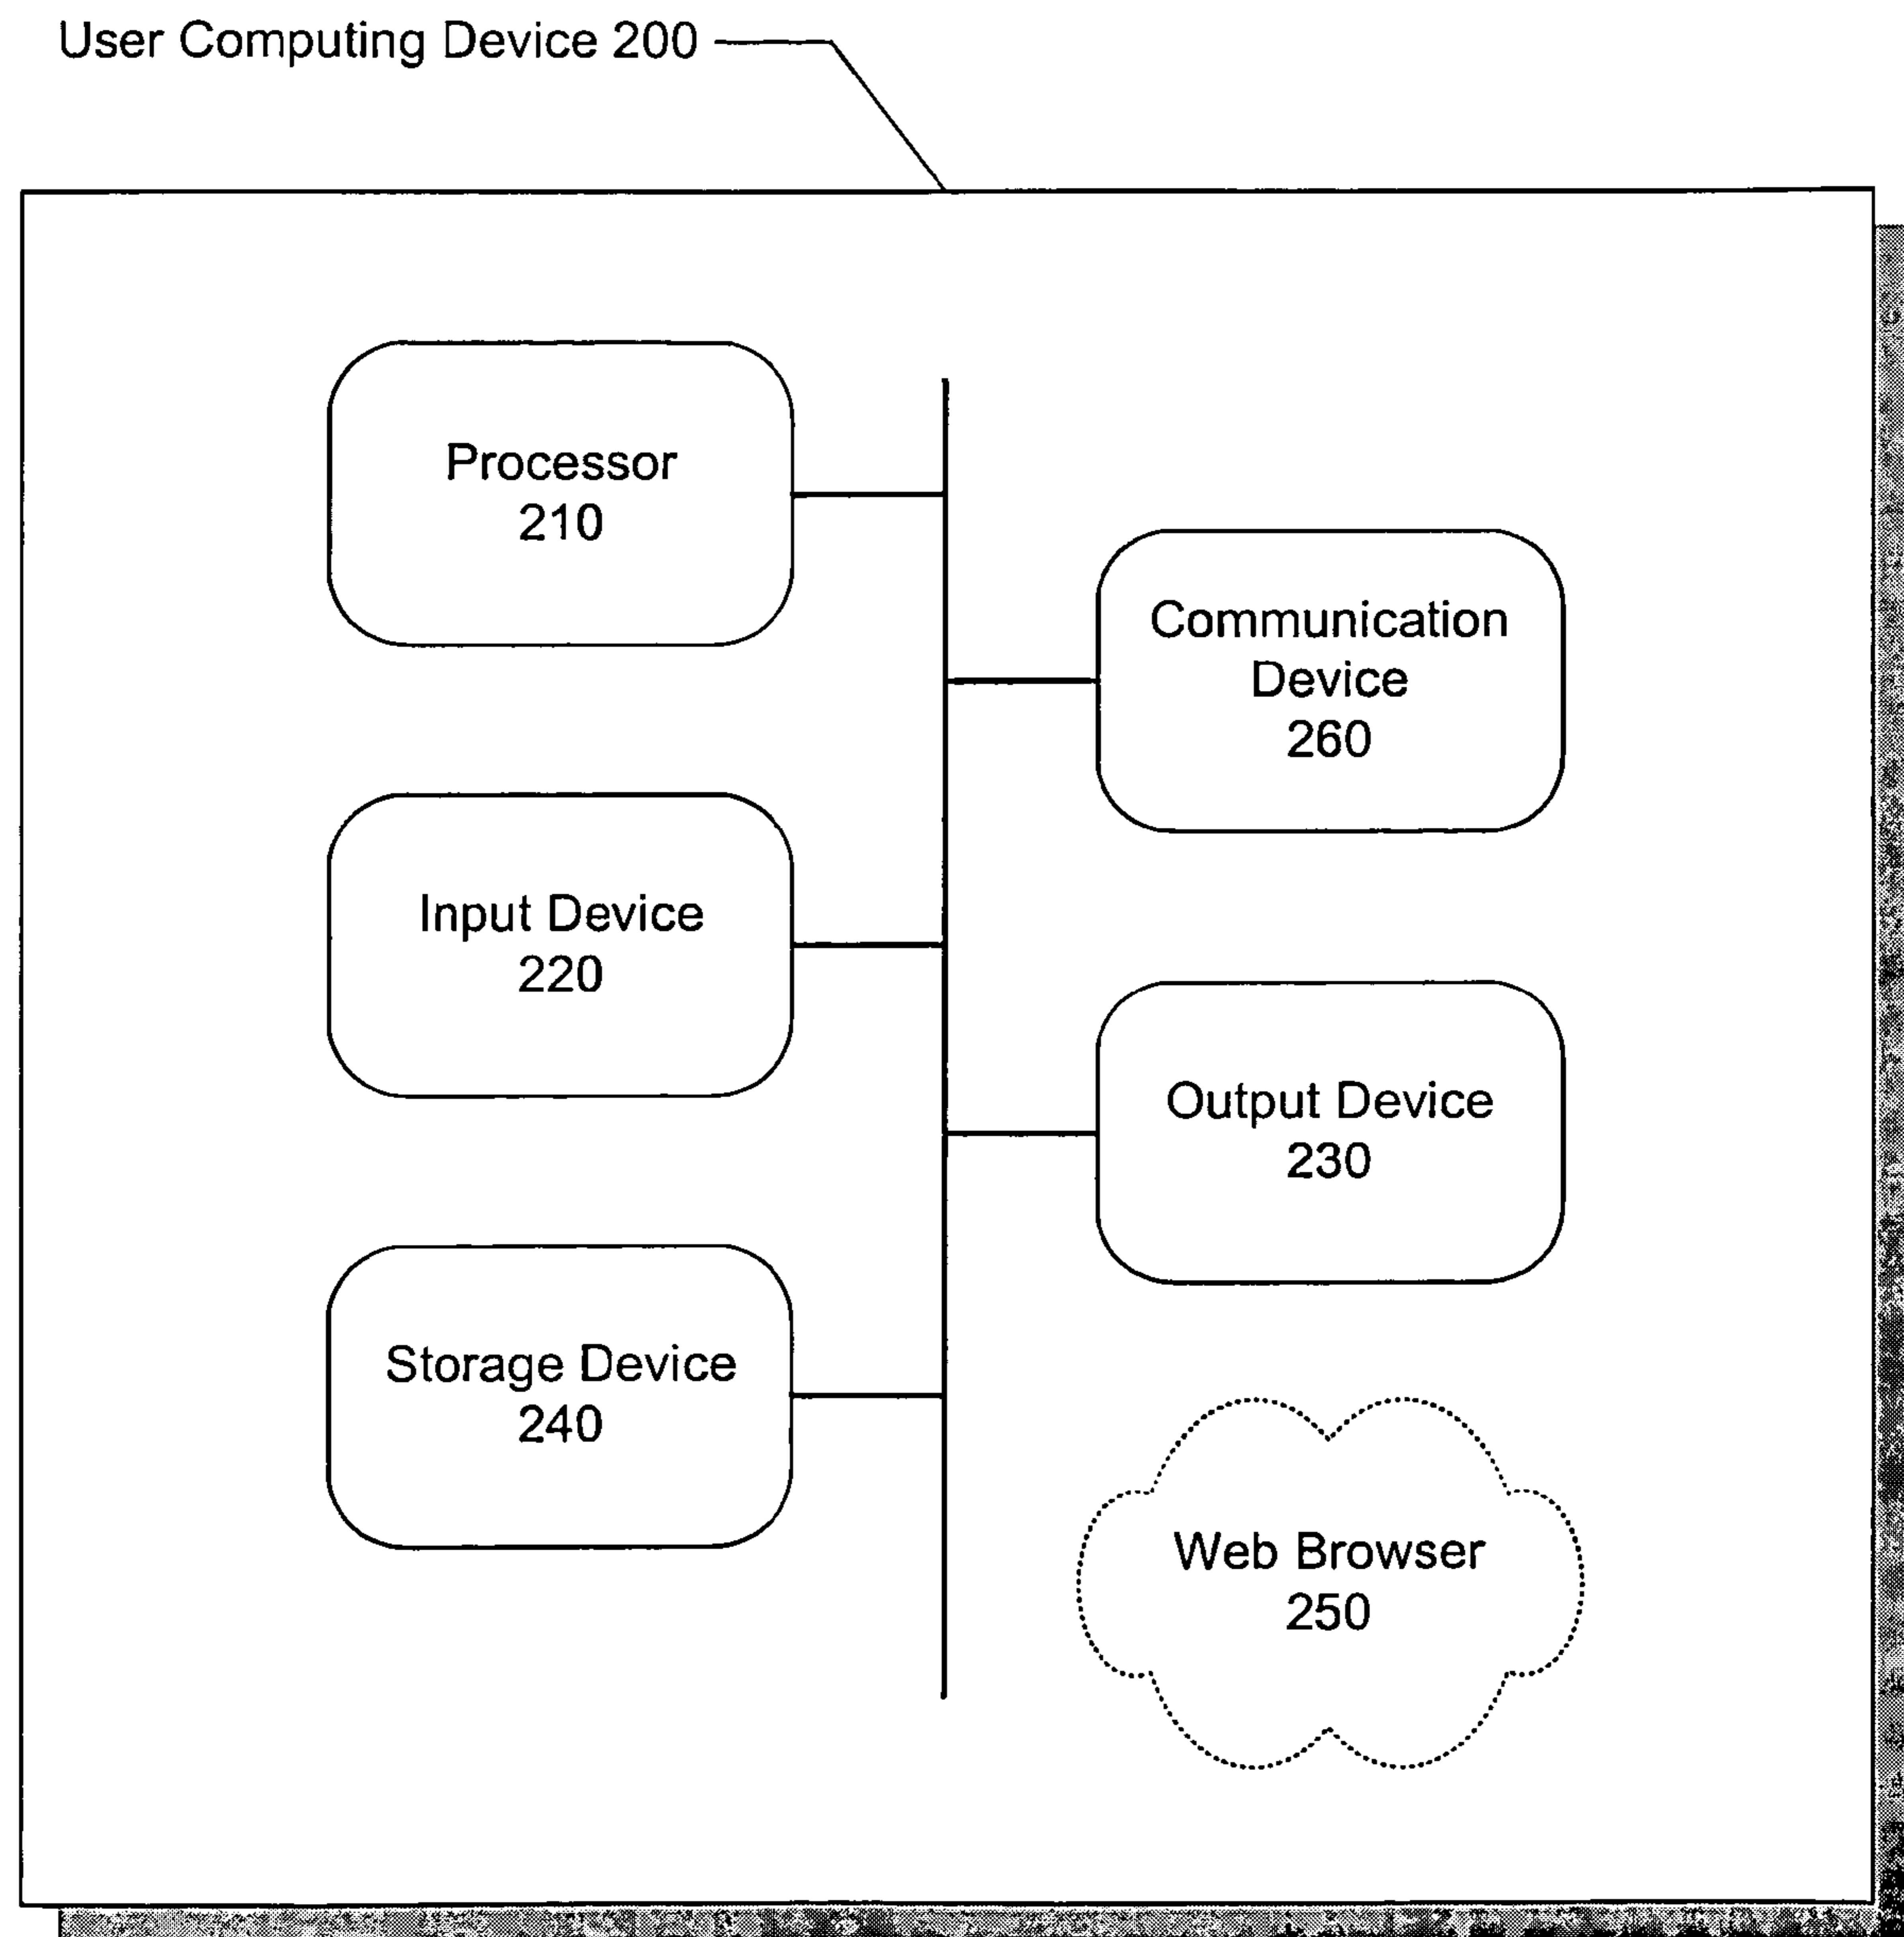 User Computing Device 200
Processor
210
Communication
Device
260
Input Device
220
Output Device
230
Storage Device
240
Web Browser
250